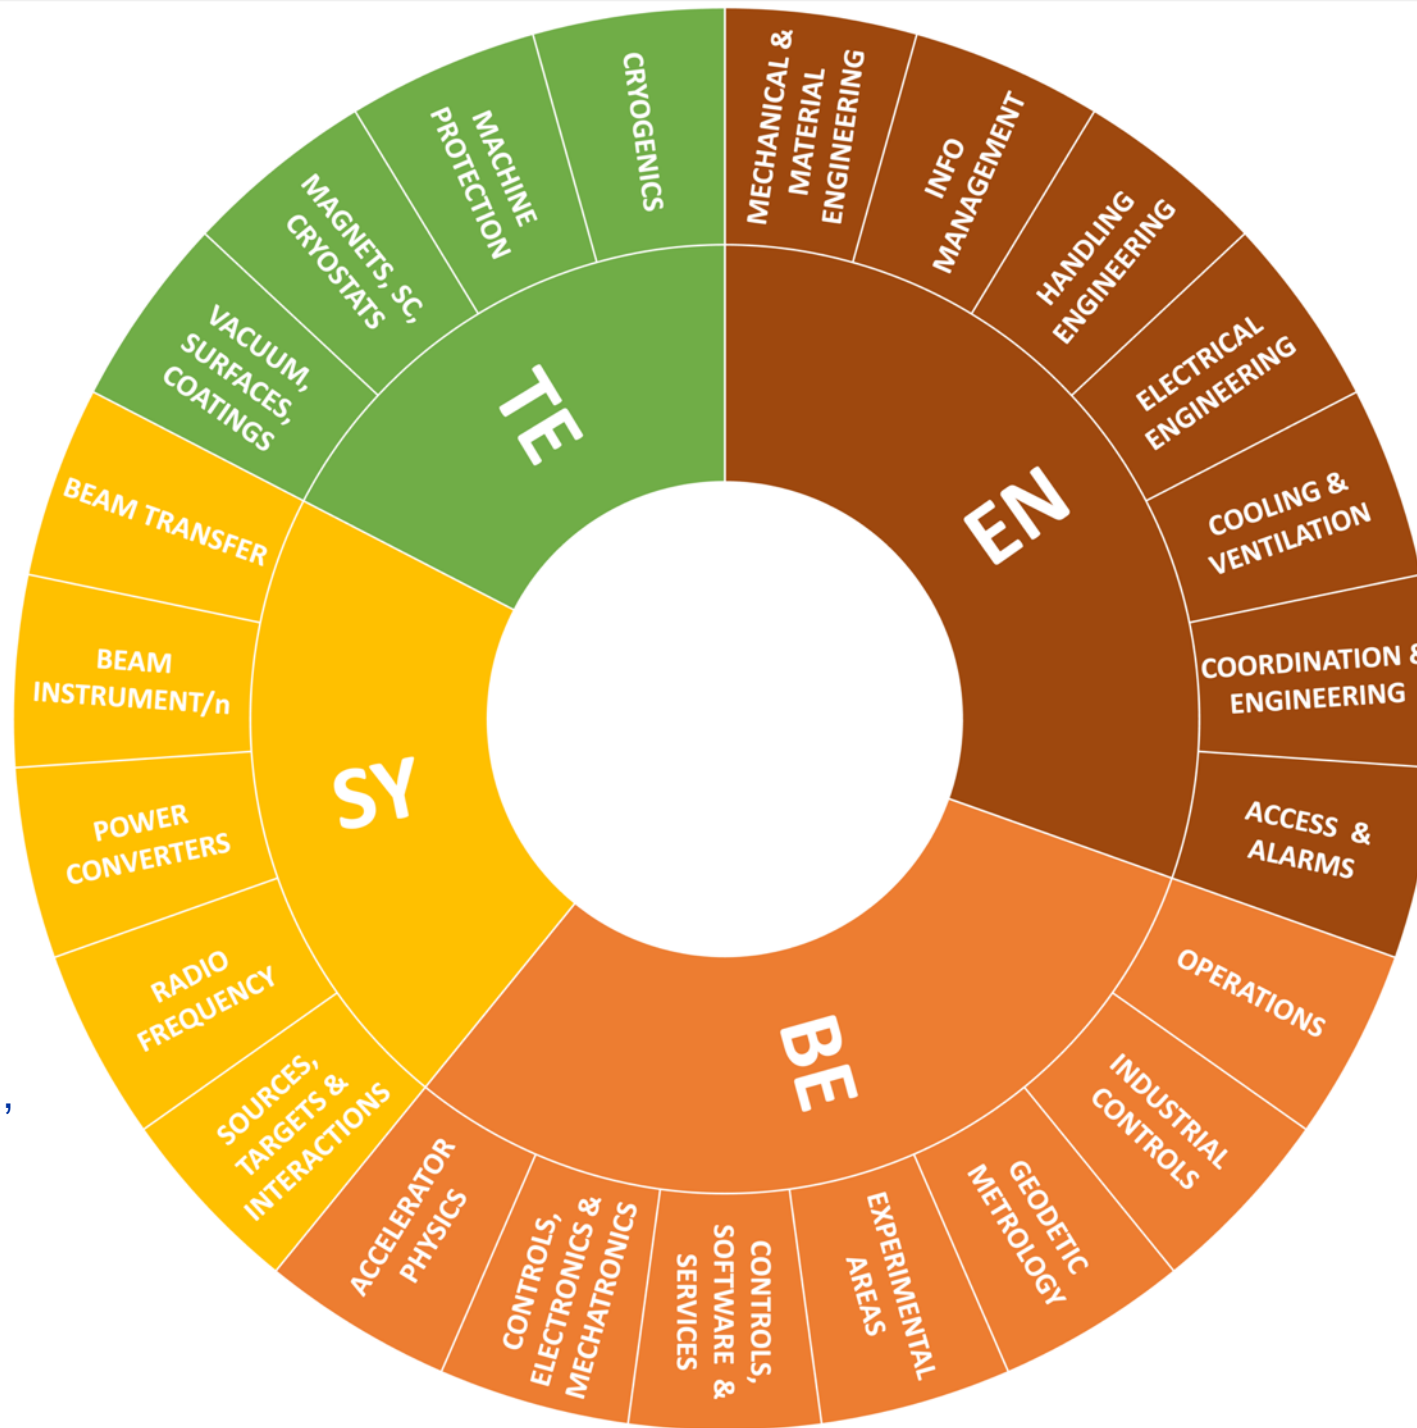 MECHANICAL &
MATERIAL
ENGINEERING
INFO
MANAGEMENT
HANDLING
ENGINEERING
ELECTRICAL
ENGINEERING
COOLING &
VENTILATION
COORDINATION &
ENGINEERING
ACCESS &
ALARMS
EN
OPERATIONS
INDUSTRIAL
CONTROLS
GEODETIC
METROLOGY
EXPERIMENTAL
AREAS
CONTROLS,
SOFTWARE &
SERVICES
CONTROLS,
ELECTRONICS &
MECHATRONICS
ACCELERATOR
PHYSICS
BE
SOURCES,
TARGETS &
INTERACTIONS
RADIO
FREQUENCY
POWER
CONVERTERS
BEAM
INSTRUMENT/n
BEAM TRANSFER
SY
VACUUM,
SURFACES,
COATINGS
MAGNETS, SC,
CRYOSTATS
MACHINE
PROTECTION
CRYOGENICS
TE
,